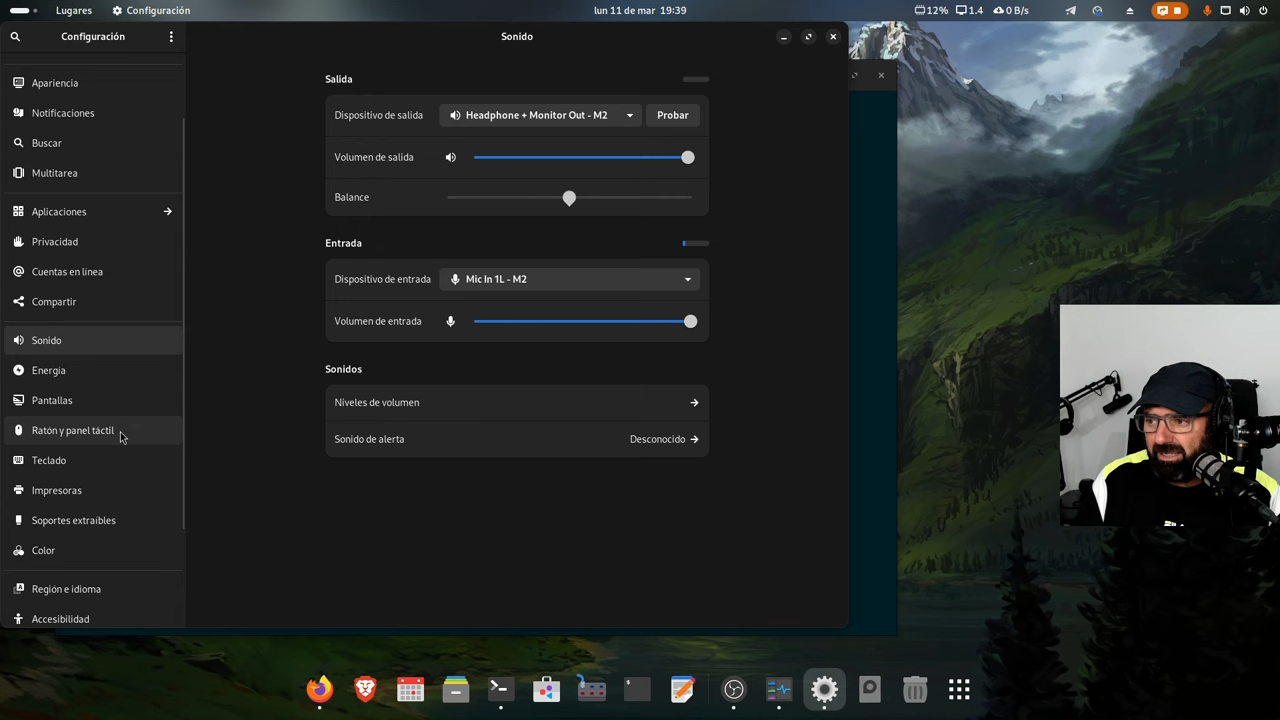 Lugares
Configuración
lun 11 de mar 19:39
12%
1.4
0 B/s
Configuración
Apariencia
Notificaciones
Buscar
Multitarea
Aplicaciones
Privacidad
Cuentas en línea
Compartir
Sonido
Energía
Pantallas
Ratón y panel táctil
Teclado
Impresoras
Soportes extraíbles
Color
Región e idioma
Accesibilidad
Sonido
Salida
Dispositivo de salida
Headphone + Monitor Out - M2
Probar
Volumen de salida
Balance
Entrada
Dispositivo de entrada
Mic In 1L - M2
Volumen de entrada
Sonidos
Niveles de volumen
Sonido de alerta
Desconocido